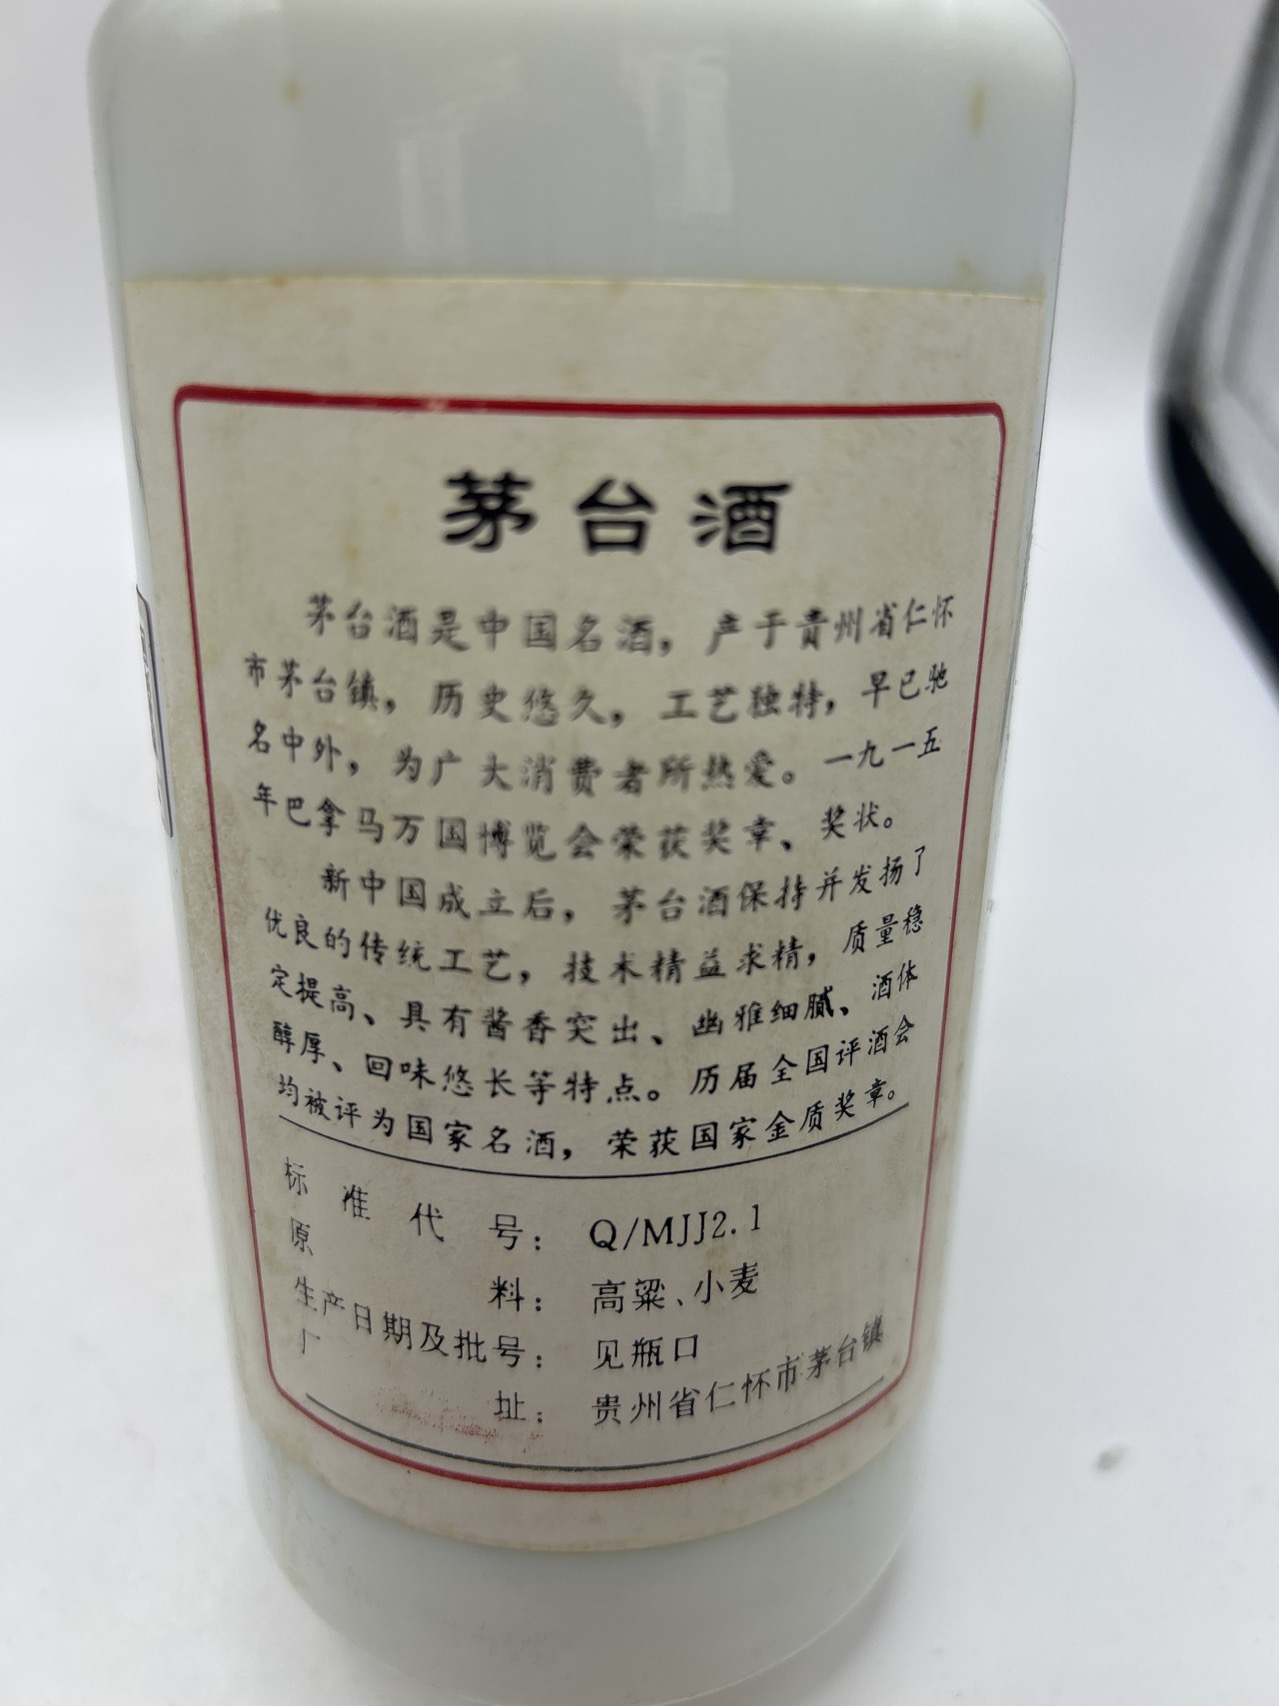 茅台酒
茅台酒是中国名酒，产于贵州省仁怀
市茅台镇，历史悠久，工艺独特，早已驰
名中外，为广大消费者所热爱。一九一五
年巴拿马万国博览会荣获奖章、奖状。
新中国成立后，茅台酒保持并发扬了
优良的传统工艺，技术精益求精，质量稳
定提高、具有酱香突出、幽雅细腻、酒体
醇厚、回味悠长等特点。历届全国评酒会
均被评为国家名酒，荣获国家金质奖章。
标准代号：Q/MJJ2.1
原料：高粱、小麦
生产日期及批号：见瓶口
厂址：贵州省仁怀市茅台镇